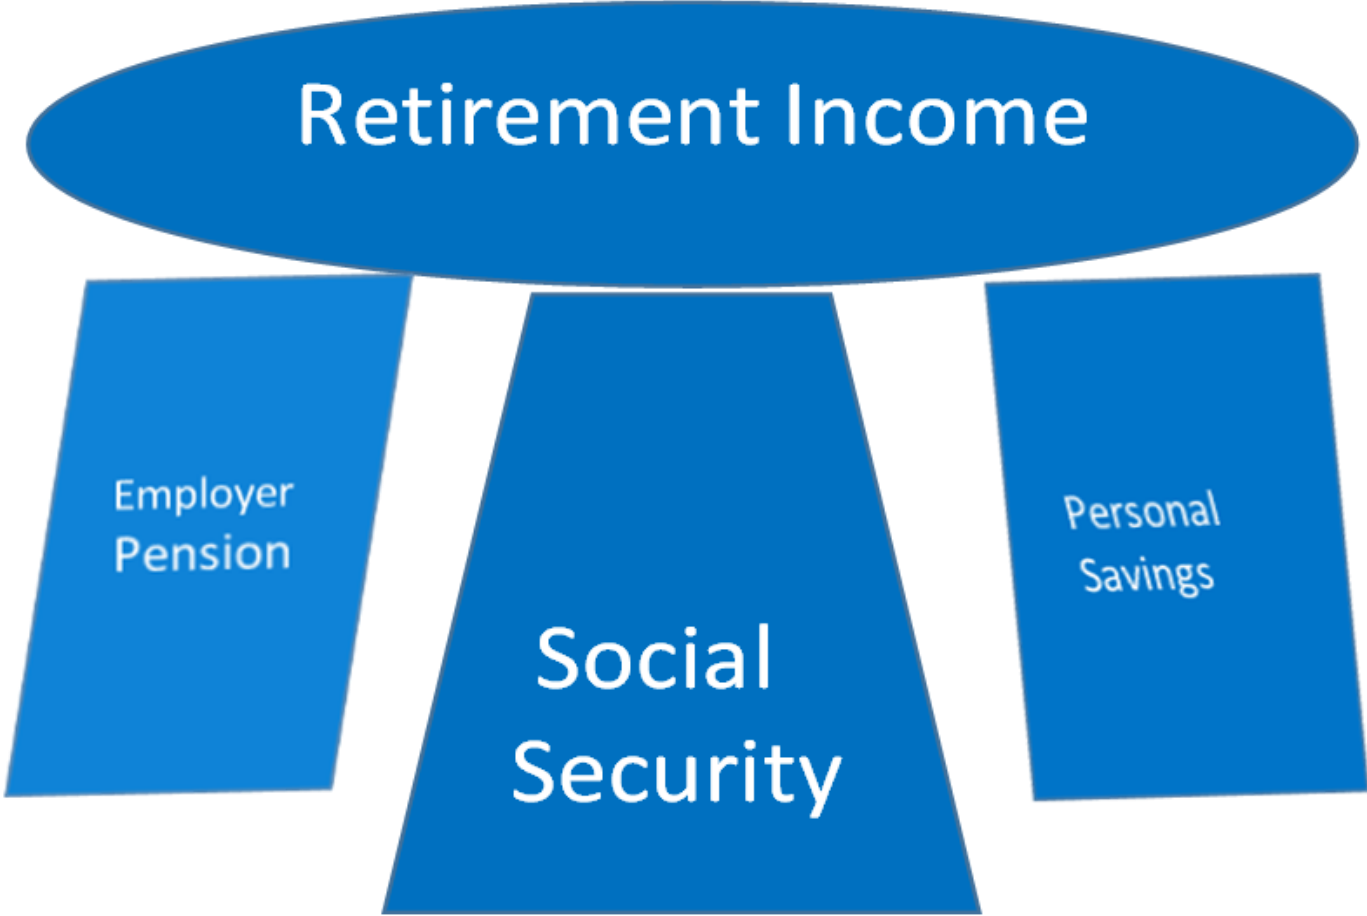 Retirement Income
Employer
Pension
Social
Security
Personal
Savings